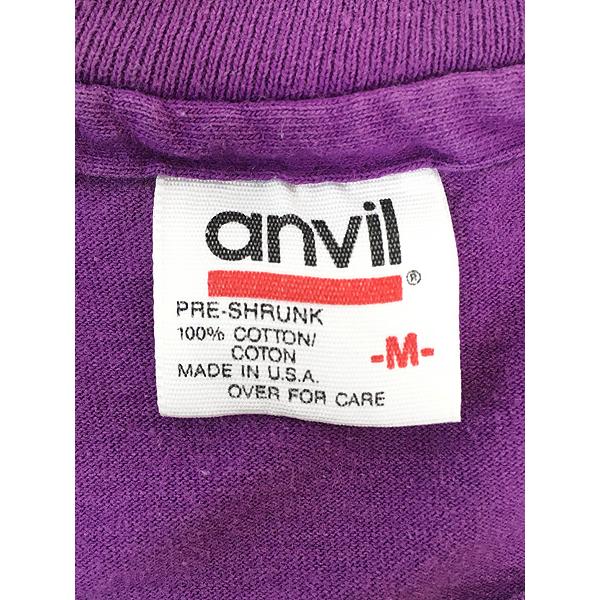 anvil®
PRE-SHRUNK
100% COTTON/
COTON
-M-
MADE IN U.S.A.
OVER FOR CARE